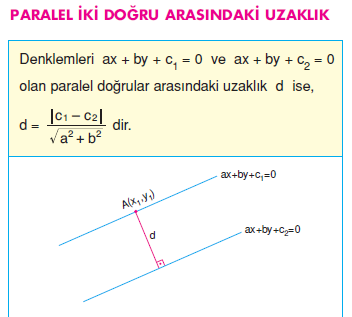 PARALEL İKİ DOĞRU ARASINDAKİ UZAKLIK
Denklemleri ax + by + c₁ = 0 ve ax + by + c₂ = 0
olan paralel doğrular arasındaki uzaklık d ise,
d = |c₁ – c₂| / √(a² + b²) dir.
ax+by+c₁=0
A(x₁,y₁)
d
ax+by+c₂=0